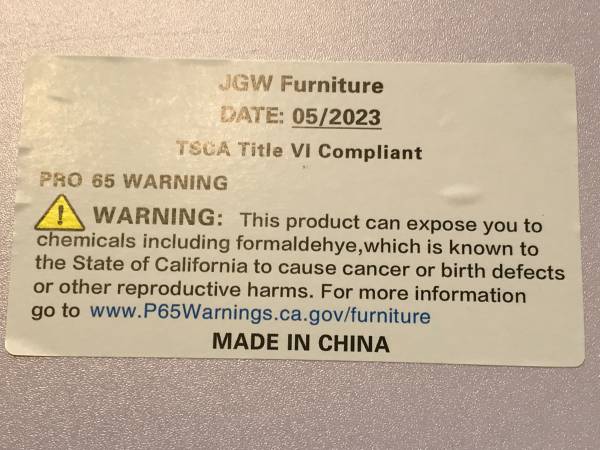 JGW Furniture
DATE: 05/2023
TSCA Title VI Compliant
PRO 65 WARNING
WARNING: This product can expose you to
chemicals including formaldehye,which is known to
the State of California to cause cancer or birth defects
or other reproductive harms. For more information
go to www.P65Warnings.ca.gov/furniture
MADE IN CHINA